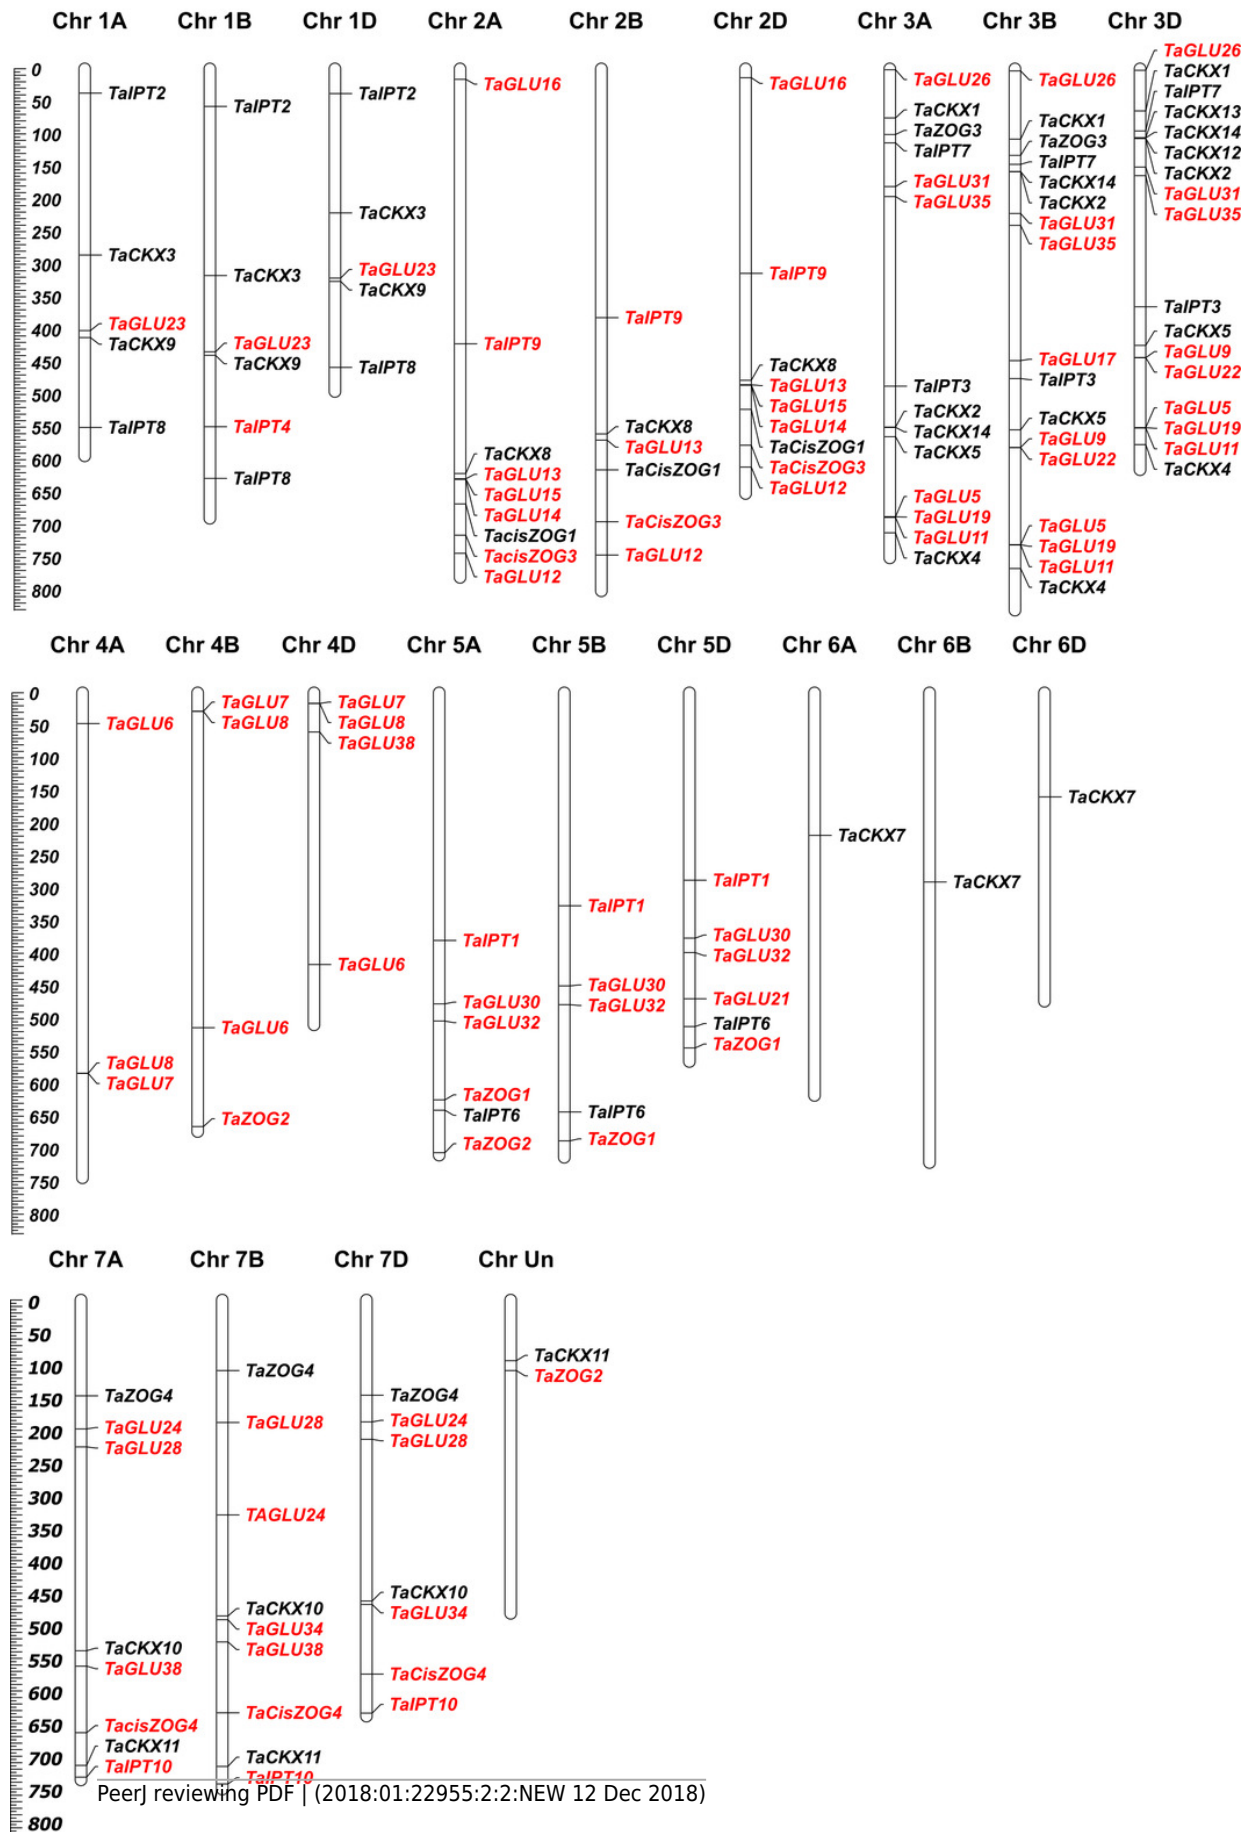 Chr 1A Chr 1B Chr 1D Chr 2A Chr 2B Chr 2D Chr 3A Chr 3B Chr 3D
0
50
100
150
200
250
300
350
400
450
500
550
600
650
700
750
800
TaIPT2
TaCKX3
TaGLU23
TaCKX9
TaIPT8
TaIPT2
TaCKX3
TaGLU23
TaCKX9
TaIPT4
TaIPT8
TaIPT2
TaCKX3
TaGLU23
TaCKX9
TaIPT8
TaGLU16
TaIPT9
TaCKX8
TaGLU13
TaGLU15
TaGLU14
TacisZOG1
TacisZOG3
TaGLU12
TaIPT9
TaCKX8
TaGLU13
TaCisZOG1
TaCisZOG3
TaGLU12
TaGLU16
TaIPT9
TaCKX8
TaGLU13
TaGLU15
TaGLU14
TaCisZOG1
TaCisZOG3
TaGLU12
TaGLU26
TaCKX1
TaZOG3
TaIPT7
TaGLU31
TaGLU35
TaIPT3
TaCKX2
TaCKX14
TaCKX5
TaGLU5
TaGLU19
TaGLU11
TaCKX4
TaGLU26
TaCKX1
TaZOG3
TaIPT7
TaCKX14
TaCKX2
TaGLU31
TaGLU35
TaGLU17
TaIPT3
TaCKX5
TaGLU9
TaGLU22
TaGLU5
TaGLU19
TaGLU11
TaCKX4
TaGLU26
TaCKX1
TaIPT7
TaCKX13
TaCKX14
TaCKX12
TaCKX2
TaGLU31
TaGLU35
TaIPT3
TaCKX5
TaGLU9
TaGLU22
TaGLU5
TaGLU19
TaGLU11
TaCKX4
Chr 4A Chr 4B Chr 4D Chr 5A Chr 5B Chr 5D Chr 6A Chr 6B Chr 6D
0
50
100
150
200
250
300
350
400
450
500
550
600
650
700
750
800
TaGLU6
TaGLU8
TaGLU7
TaGLU7
TaGLU8
TaGLU6
TaZOG2
TaGLU7
TaGLU8
TaGLU38
TaGLU6
TaIPT1
TaGLU30
TaGLU32
TaZOG1
TaIPT6
TaZOG2
TaIPT1
TaGLU30
TaGLU32
TaIPT6
TaZOG1
TaIPT1
TaGLU30
TaGLU32
TaGLU21
TaIPT6
TaZOG1
TaCKX7
TaCKX7
TaCKX7
Chr 7A Chr 7B Chr 7D Chr Un
0
50
100
150
200
250
300
350
400
450
500
550
600
650
700
750
800
TaZOG4
TaGLU24
TaGLU28
TaCKX10
TaGLU38
TacisZOG4
TaCKX11
TaIPT10
TaZOG4
TaGLU28
TAGLU24
TaCKX10
TaGLU34
TaGLU38
TaCisZOG4
TaCKX11
TaIPT10
TaZOG4
TaGLU24
TaGLU28
TaCKX10
TaGLU34
TaCisZOG4
TaIPT10
TaCKX11
TaZOG2
PeerJ reviewing PDF | (2018:01:22955:2:2:NEW 12 Dec 2018)